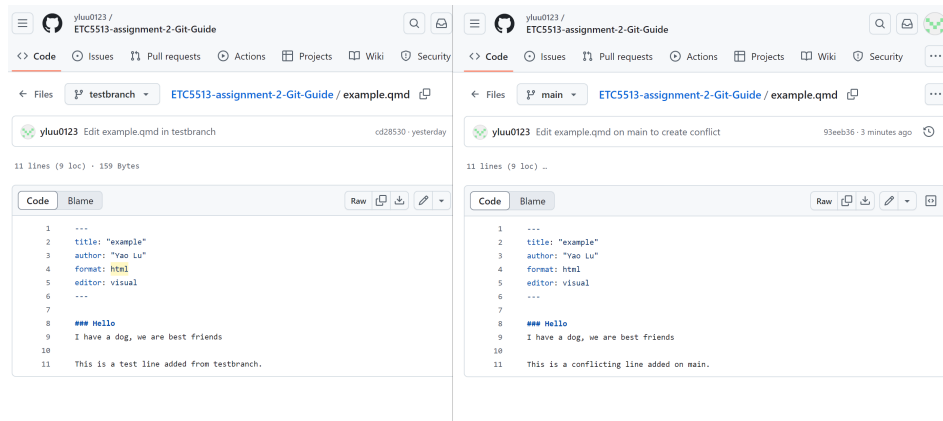 yluu0123 /
ETC5513-assignment-2-Git-Guide
<> Code Issues Pull requests Actions Projects Wiki Security
Files testbranch ETC5513-assignment-2-Git-Guide / example.qmd
yluu0123 Edit example.qmd in testbranch cd28530 · yesterday
11 lines (9 loc) · 159 Bytes
Code Blame Raw
1 ---
2 title: "example"
3 author: "Yao Lu"
4 format: html
5 editor: visual
6 ---
7
8 ### Hello
9 I have a dog, we are best friends
10
11 This is a test line added from testbranch.
yluu0123 /
ETC5513-assignment-2-Git-Guide
<> Code Issues Pull requests Actions Projects Wiki Security ...
Files main ETC5513-assignment-2-Git-Guide / example.qmd ...
yluu0123 Edit example.qmd on main to create conflict 93eeb36 · 3 minutes ago
11 lines (9 loc) …
Code Blame Raw
1 ---
2 title: "example"
3 author: "Yao Lu"
4 format: html
5 editor: visual
6 ---
7
8 ### Hello
9 I have a dog, we are best friends
10
11 This is a conflicting line added on main.